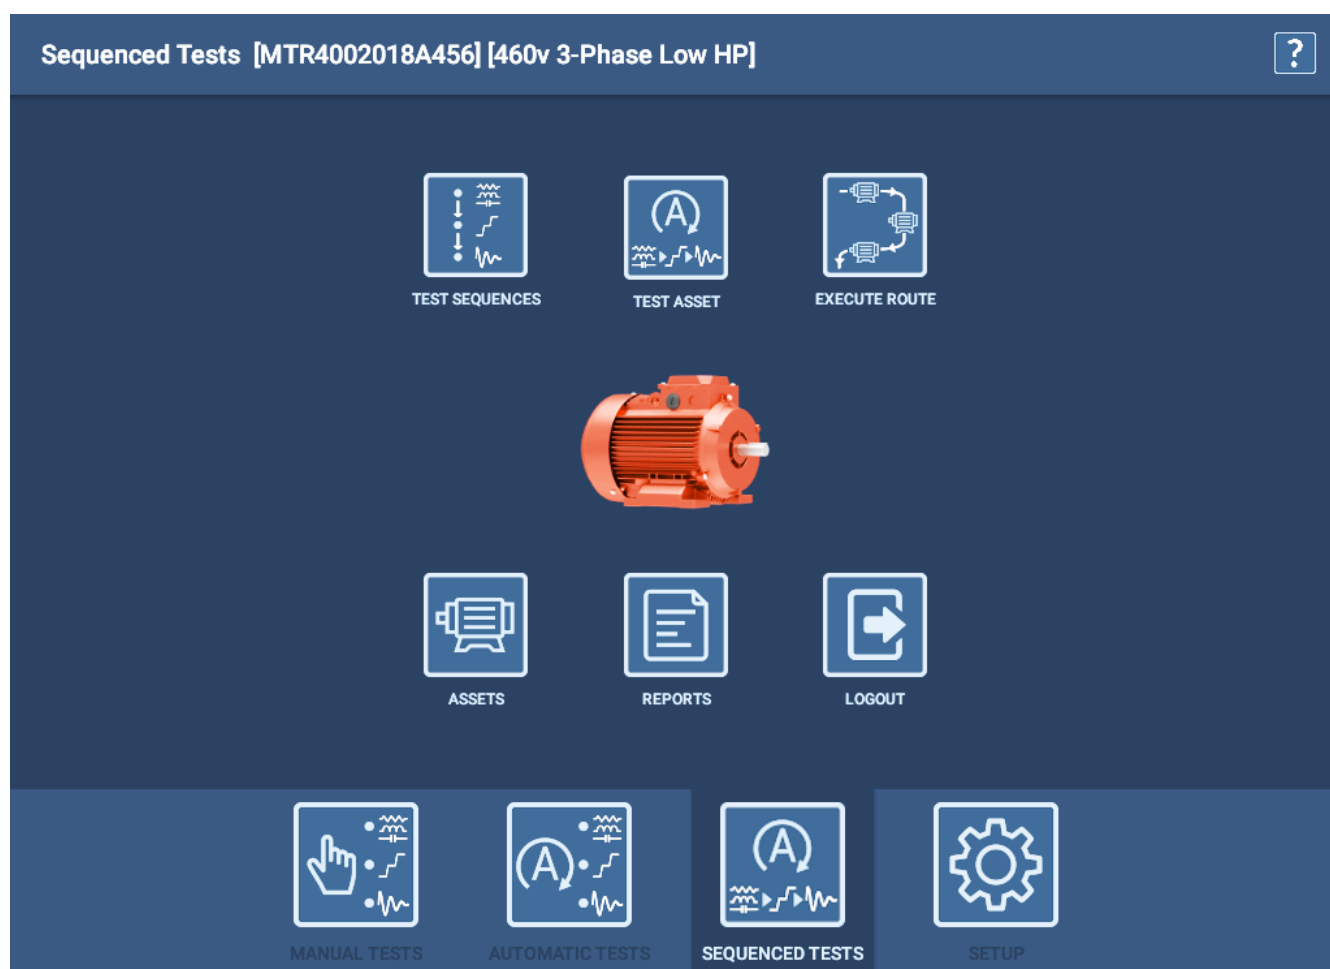 Sequenced Tests [MTR4002018A456] [460v 3-Phase Low HP]
?
TEST SEQUENCES
TEST ASSET
EXECUTE ROUTE
ASSETS
REPORTS
LOGOUT
MANUAL TESTS
AUTOMATIC TESTS
SEQUENCED TESTS
SETUP